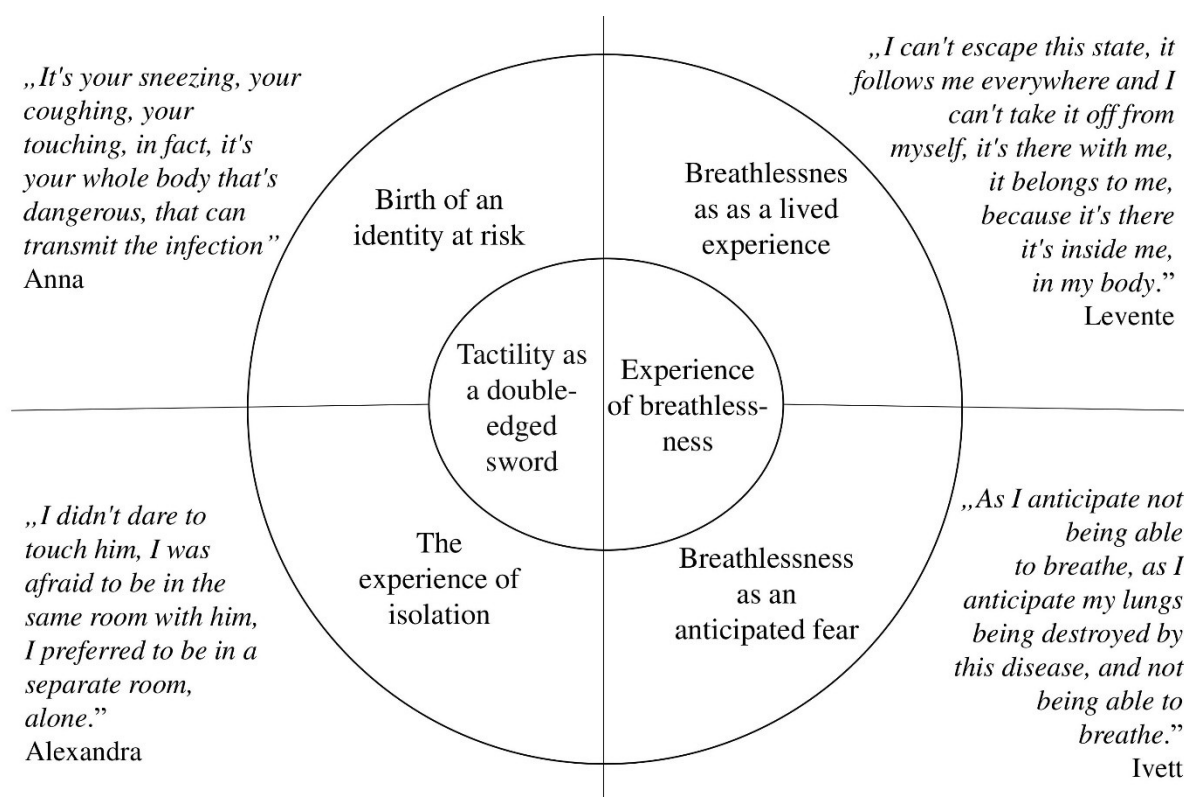 „It's your sneezing, your
coughing, your
touching, in fact, it's
your whole body that's
dangerous, that can
transmit the infection”
Anna
Birth of an
identity at risk
Breathlessnes
as as a lived
experience
„I can't escape this state, it
follows me everywhere and I
can't take it off from
myself, it's there with me,
it belongs to me,
because it's there
it's inside me,
in my body.”
Levente
Tactility as
a double-
edged
sword
Experience
of breathless-
ness
„I didn't dare to
touch him, I was
afraid to be in the
same room with him,
I preferred to be in a
separate room,
alone.”
Alexandra
The
experience of
isolation
Breathlessness
as an
anticipated fear
„As I anticipate not
being able
to breathe, as I
anticipate my lungs
being destroyed by
this disease, and not
being able to
breathe.”
Ivett